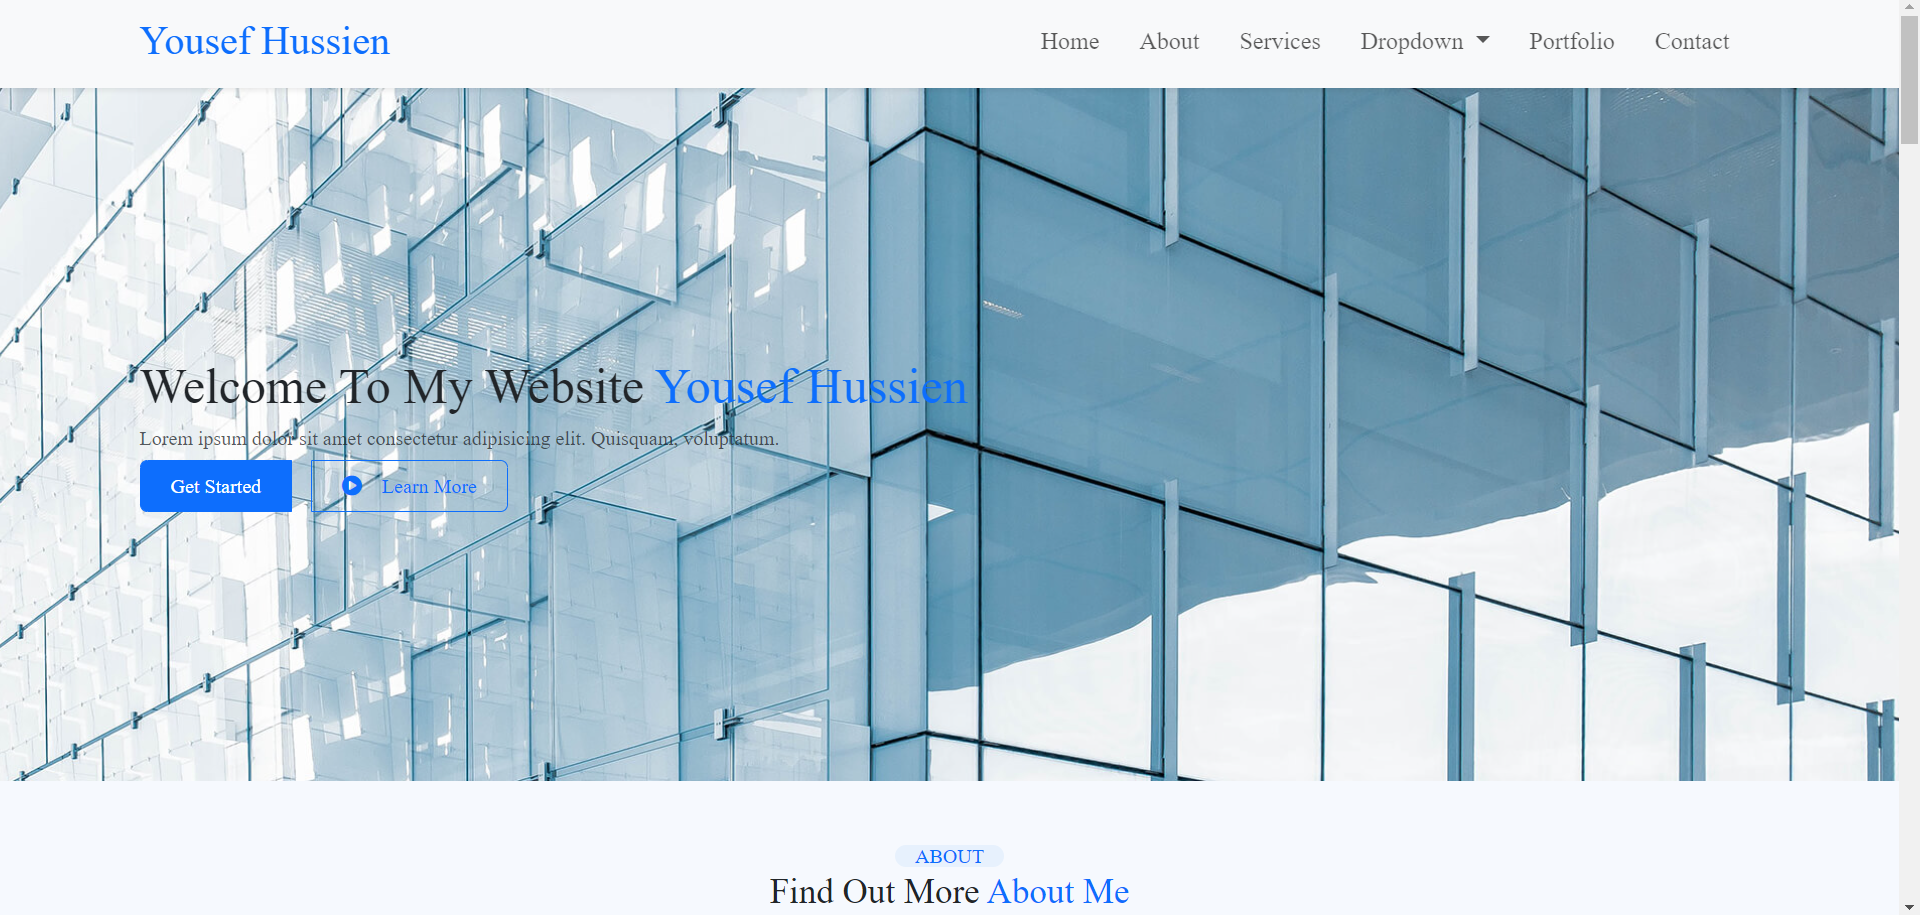 Yousef Hussien
Home About Services Dropdown Portfolio Contact
Welcome To My Website Yousef Hussien
Lorem ipsum dolor sit amet consectetur adipisicing elit. Quisquam, voluptatum.
Get Started Learn More
ABOUT
Find Out More About Me